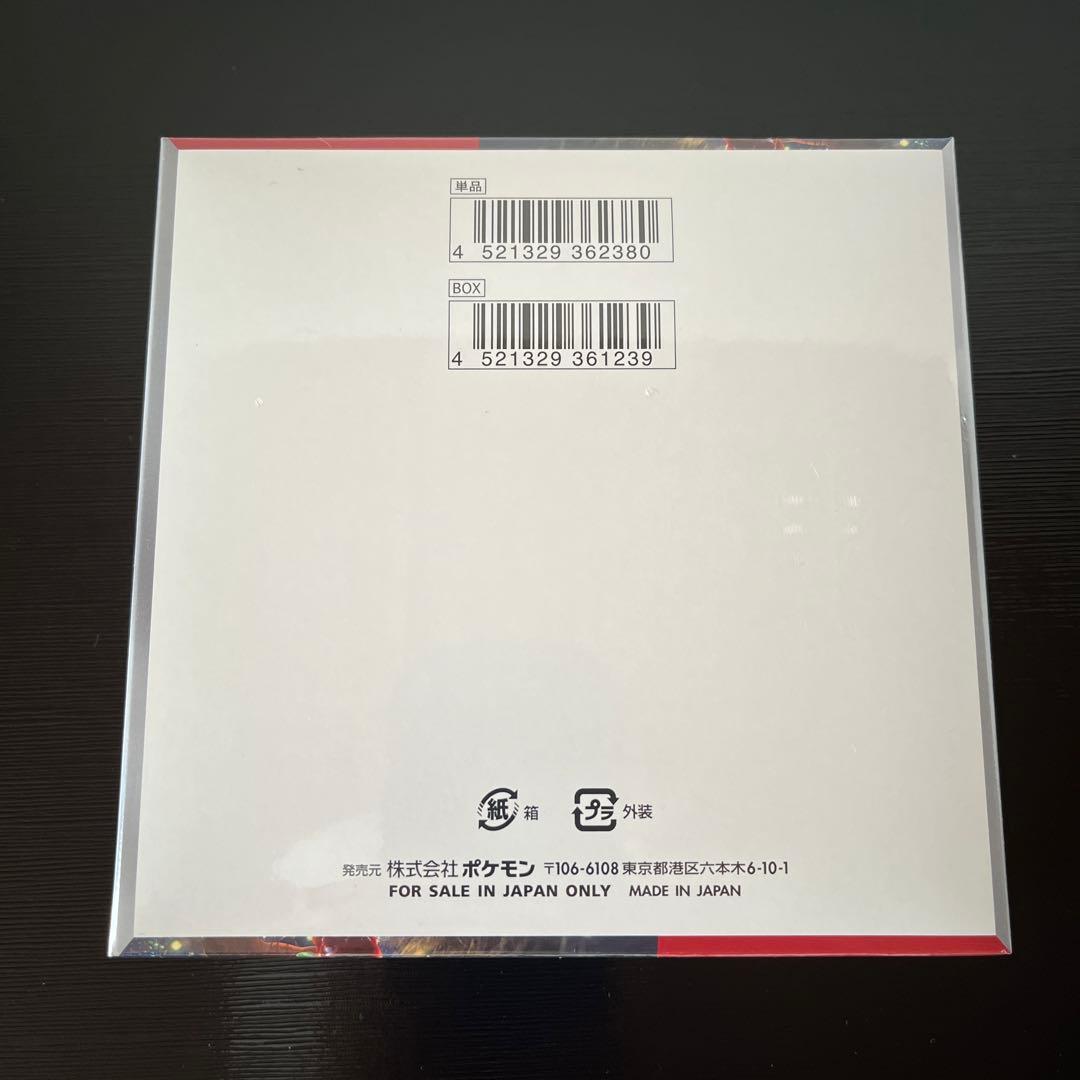 単品
4 521329 362380
BOX
4 521329 361239
紙 箱 プラ 外装
発売元 株式会社 ポケモン 〒106-6108 東京都港区六本木6-10-1
FOR SALE IN JAPAN ONLY MADE IN JAPAN